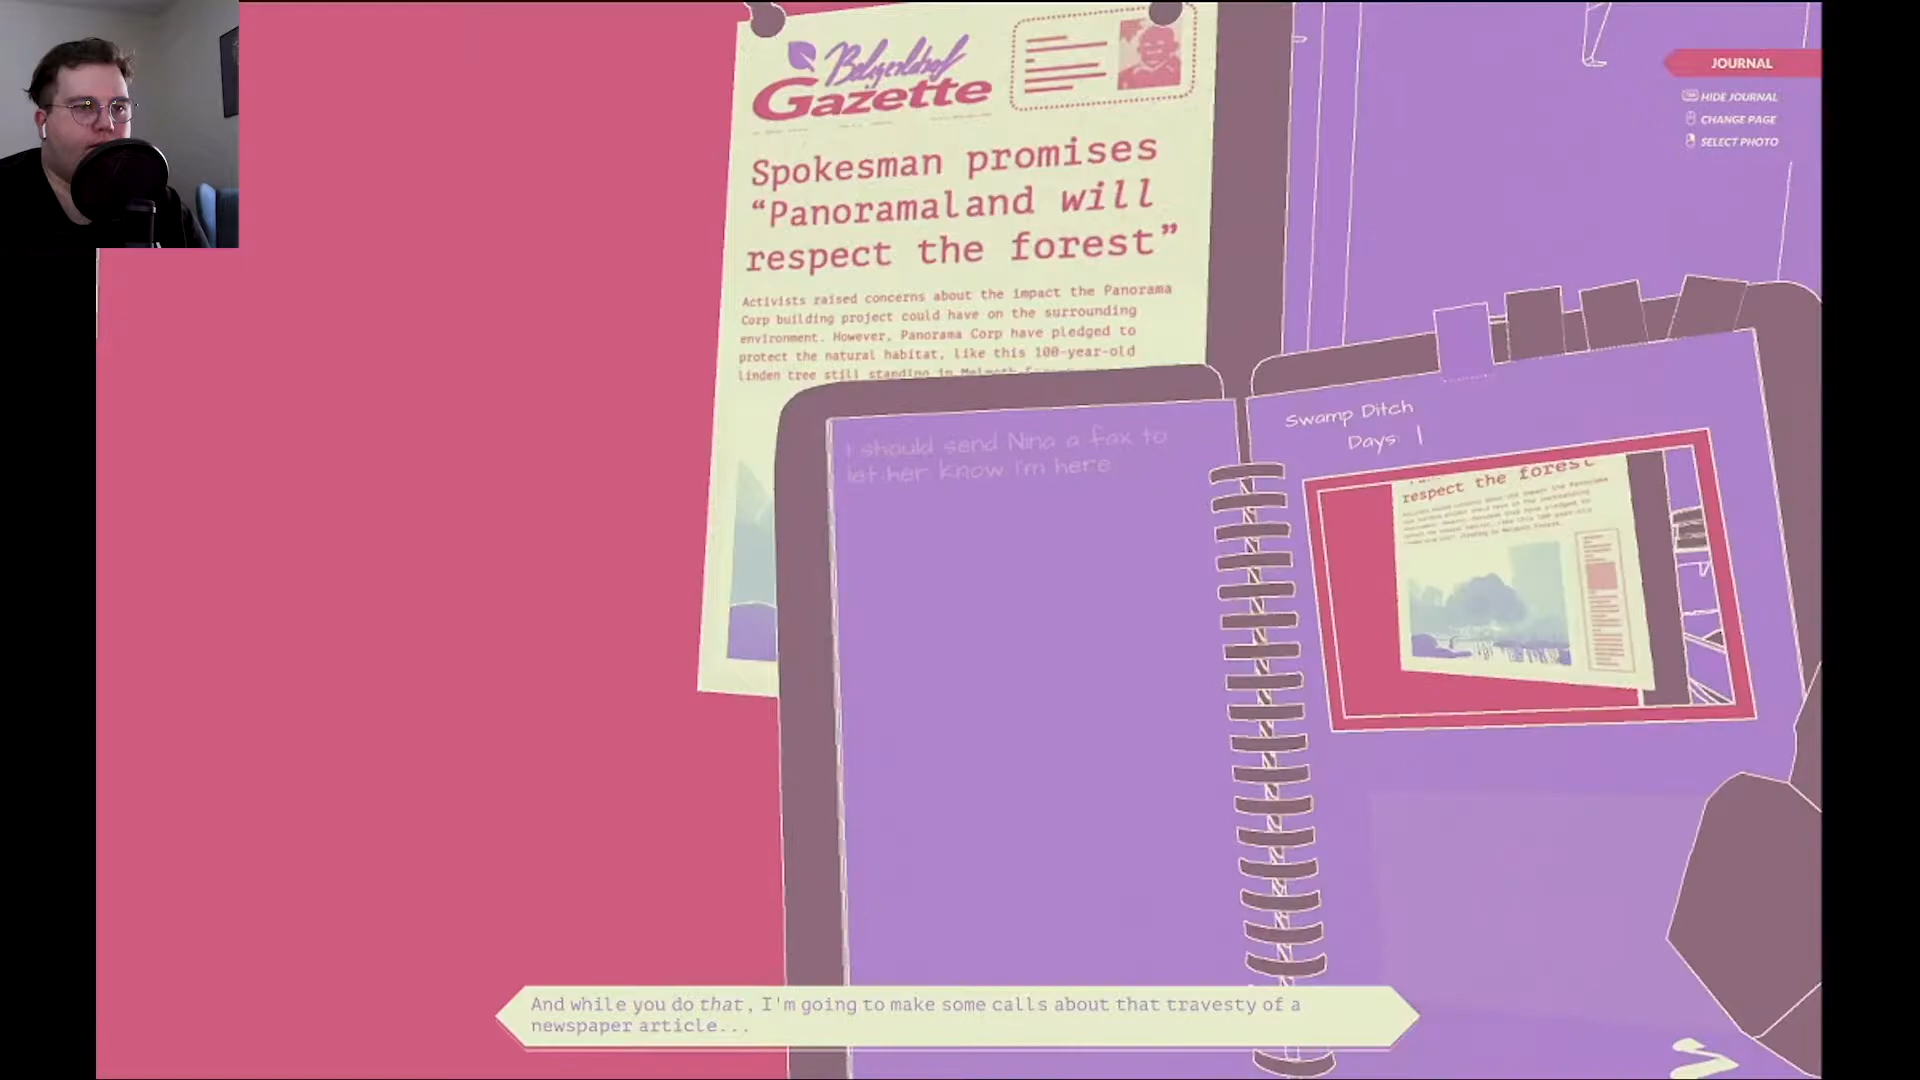 Gazette
Spokesman promises
“Panoramaland will
respect the forest”
Activists raised concerns about the impact the Panorama
Corp building project could have on the surrounding
environment. However, Panorama Corp have pledged to
protect the natural habitat, like this 100-year-old
linden tree still standing in Melmoth forest
JOURNAL
HIDE JOURNAL
CHANGE PAGE
SELECT PHOTO
I should send Nina a fax to
let her know I'm here
Swamp Ditch
Days: |
respect the forest
And while you do that, I'm going to make some calls about that travesty of a
newspaper article...